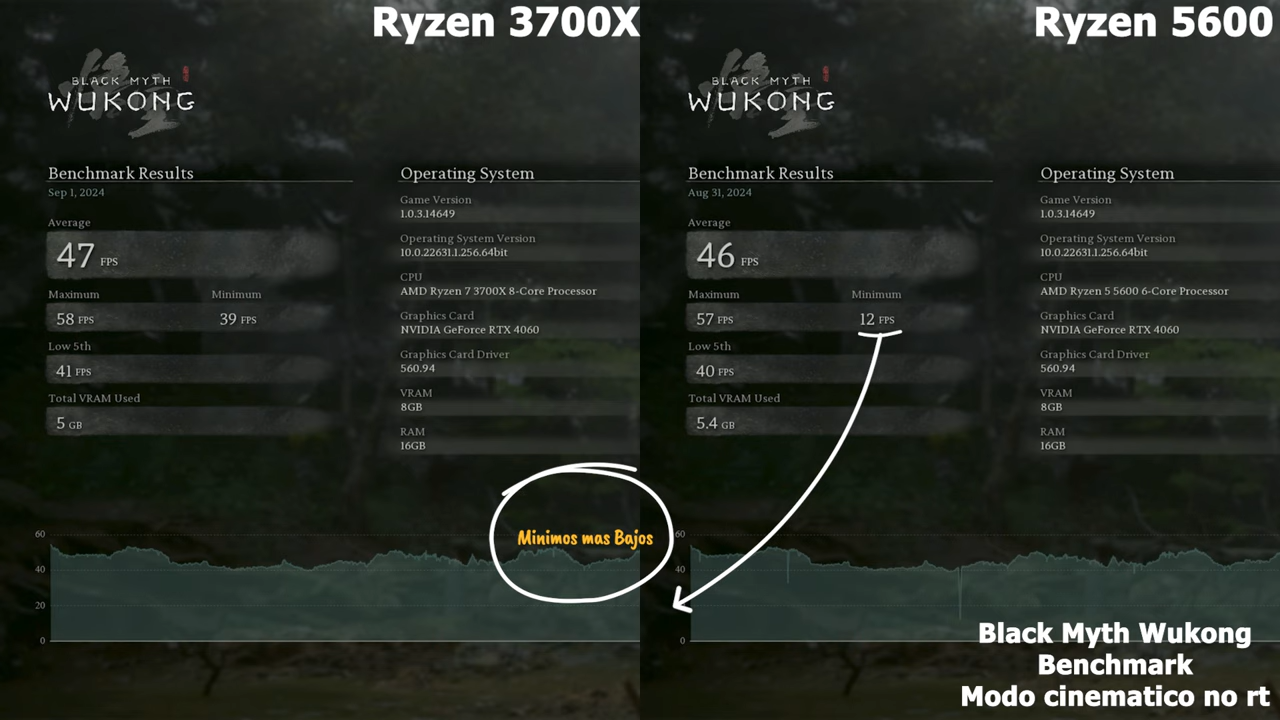 Ryzen 3700X
BLACK MYTH
WUKONG
Benchmark Results
Sep 1, 2024
Average
47 FPS
Maximum
Minimum
58 FPS
39 FPS
Low 5th
41 FPS
Total VRAM Used
5 GB
Operating System
Game Version
1.0.3.14649
Operating System Version
10.0.22631.1.256.64bit
CPU
AMD Ryzen 7 3700X 8-Core Processor
Graphics Card
NVIDIA GeForce RTX 4060
Graphics Card Driver
560.94
VRAM
8GB
RAM
16GB
Minimos mas Bajos
60
40
20
0
Ryzen 5600
BLACK MYTH
WUKONG
Benchmark Results
Aug 31, 2024
Average
46 FPS
Maximum
Minimum
57 FPS
12 FPS
Low 5th
40 FPS
Total VRAM Used
5.4 GB
Operating System
Game Version
1.0.3.14649
Operating System Version
10.0.22631.1.256.64bit
CPU
AMD Ryzen 5 5600 6-Core Processor
Graphics Card
NVIDIA GeForce RTX 4060
Graphics Card Driver
560.94
VRAM
8GB
RAM
16GB
60
40
20
0
Black Myth Wukong
Benchmark
Modo cinematico no rt